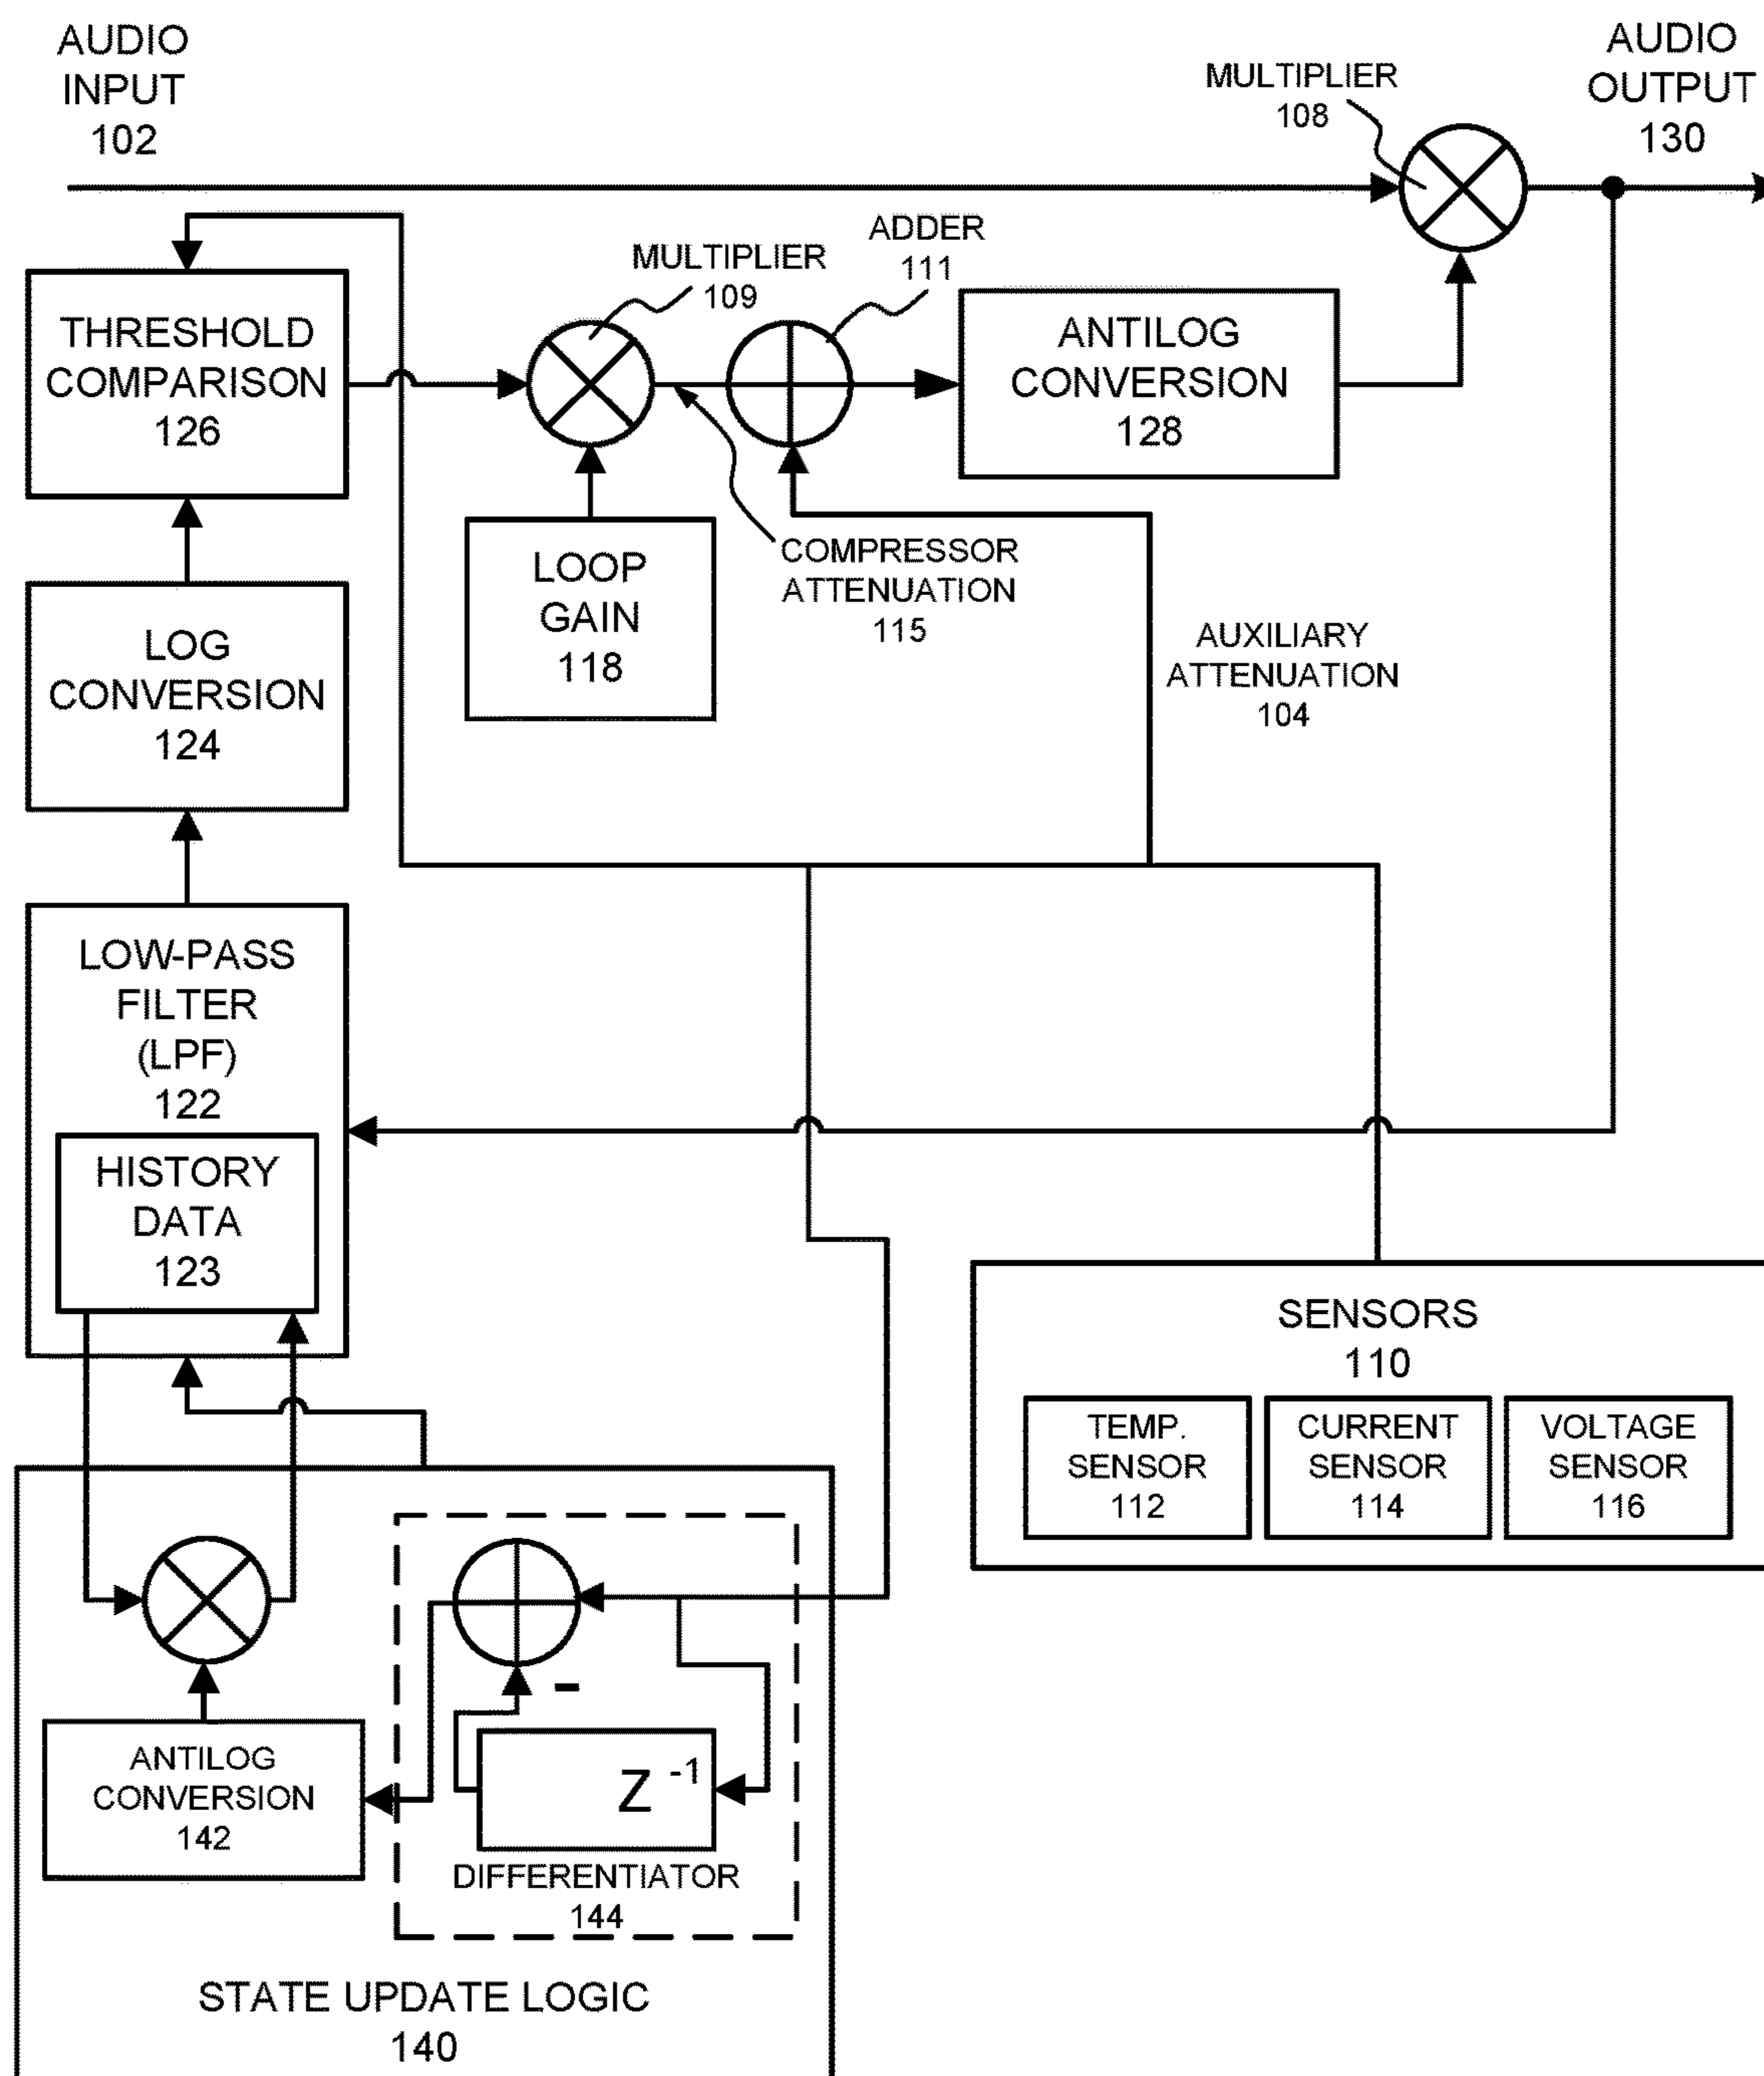 AUDIO
INPUT
102
MULTIPLIER
108
AUDIO
OUTPUT
130
THRESHOLD
COMPARISON
126
MULTIPLIER
109
ADDER
111
ANTILOG
CONVERSION
128
LOOP
GAIN
118
COMPRESSOR
ATTENUATION
115
AUXILIARY
ATTENUATION
104
LOG
CONVERSION
124
LOW-PASS
FILTER
(LPF)
122
HISTORY
DATA
123
SENSORS
110
TEMP.
SENSOR
112
CURRENT
SENSOR
114
VOLTAGE
SENSOR
116
-
Z -1
ANTILOG
CONVERSION
142
DIFFERENTIATOR
144
STATE UPDATE LOGIC
140